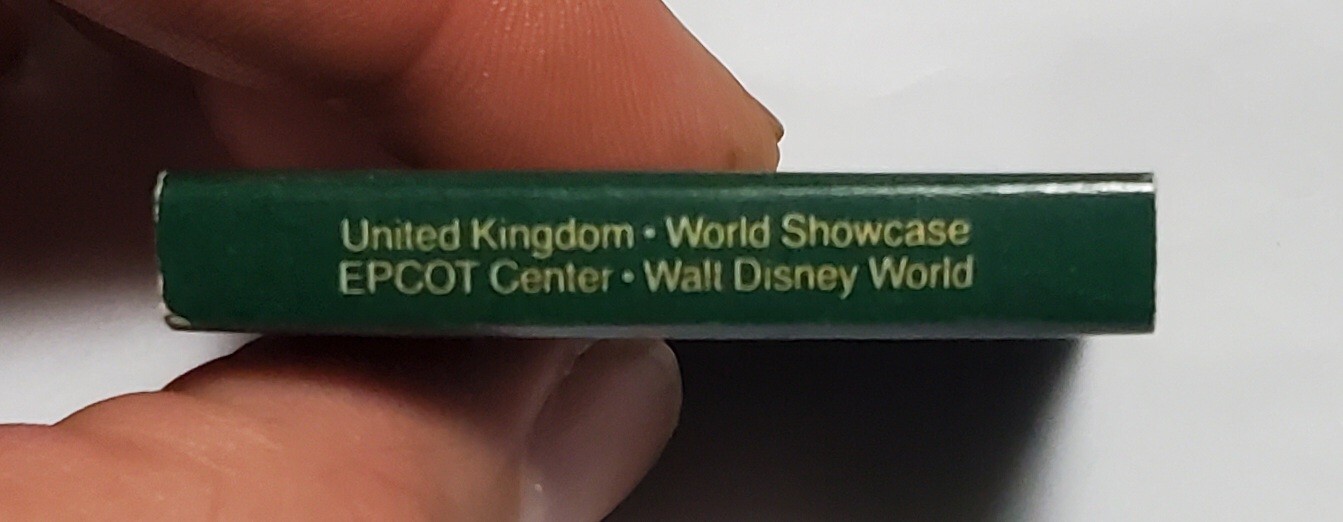 United Kingdom • World Showcase
EPCOT Center • Walt Disney World